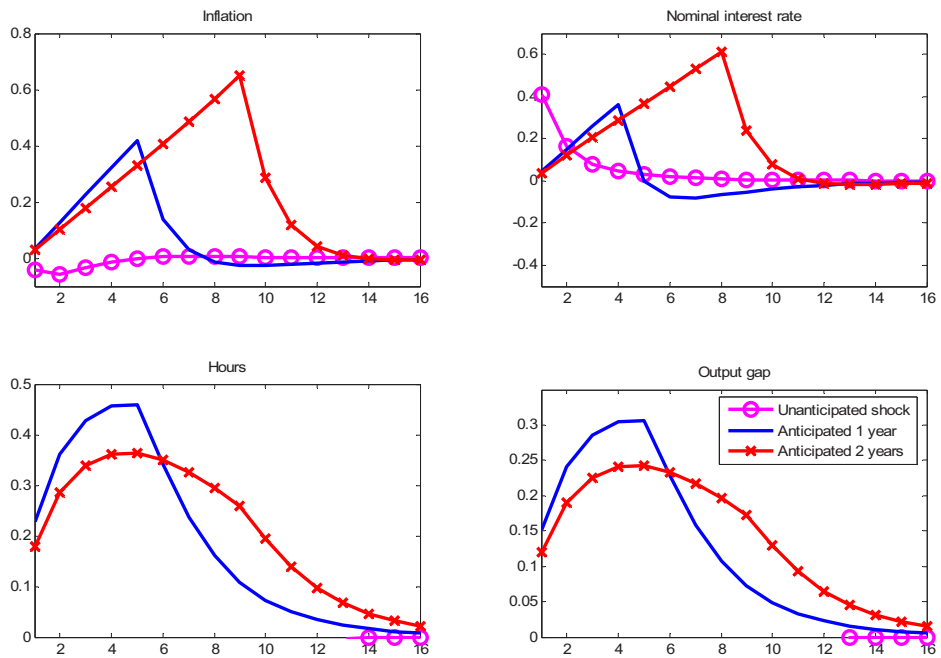 Inflation
0.8
0.6
0.4
0.2
0
2 4 6 8 10 12 14 16
Nominal interest rate
0.6
0.4
0.2
0
-0.2
-0.4
2 4 6 8 10 12 14 16
Hours
0.5
0.4
0.3
0.2
0.1
0
2 4 6 8 10 12 14 16
Output gap
0.3
0.25
0.2
0.15
0.1
0.05
0
2 4 6 8 10 12 14 16
Unanticipated shock
Anticipated 1 year
Anticipated 2 years